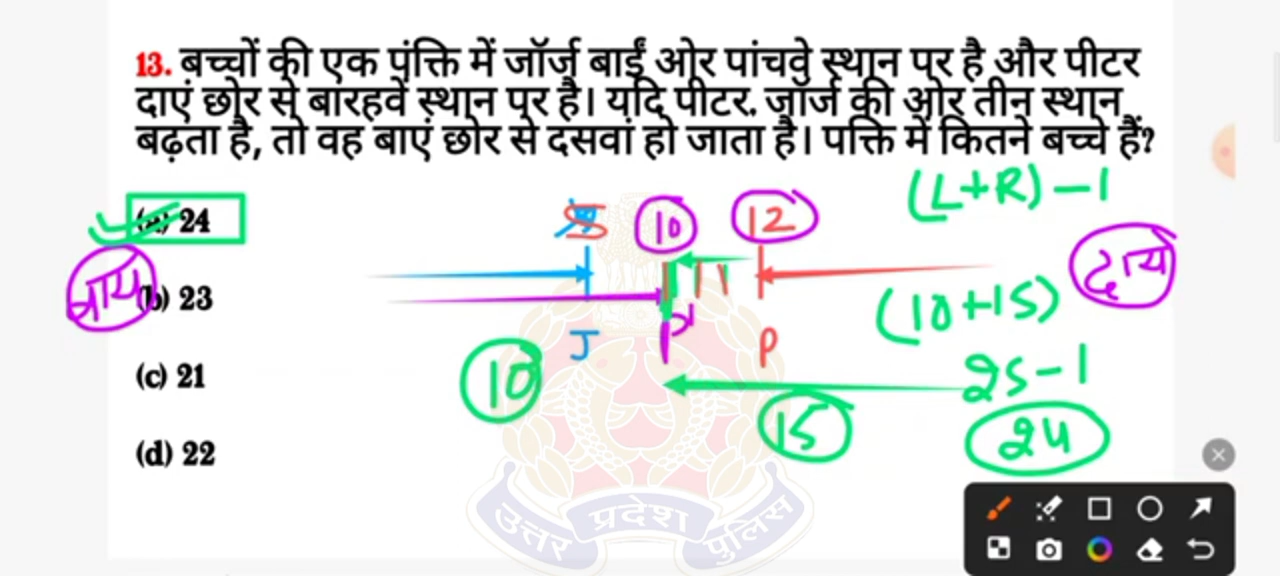 13. बच्चों की एक पंक्ति में जॉर्ज बाईं ओर पांचवे स्थान पर है और पीटर
दाएं छोर से बारहवें स्थान पर है। यदि पीटर, जॉर्ज की ओर तीन स्थान
बढ़ता है, तो वह बाएं छोर से दसवां हो जाता है। पक्ति में कितने बच्चे हैं?
(L+R)-1
(a) 24
5 10 12
दायें
बायें
(b) 23
(10+15)
J P P
(c) 21
10
25-1
15
24
(d) 22
उत्तर प्रदेश पुलिस